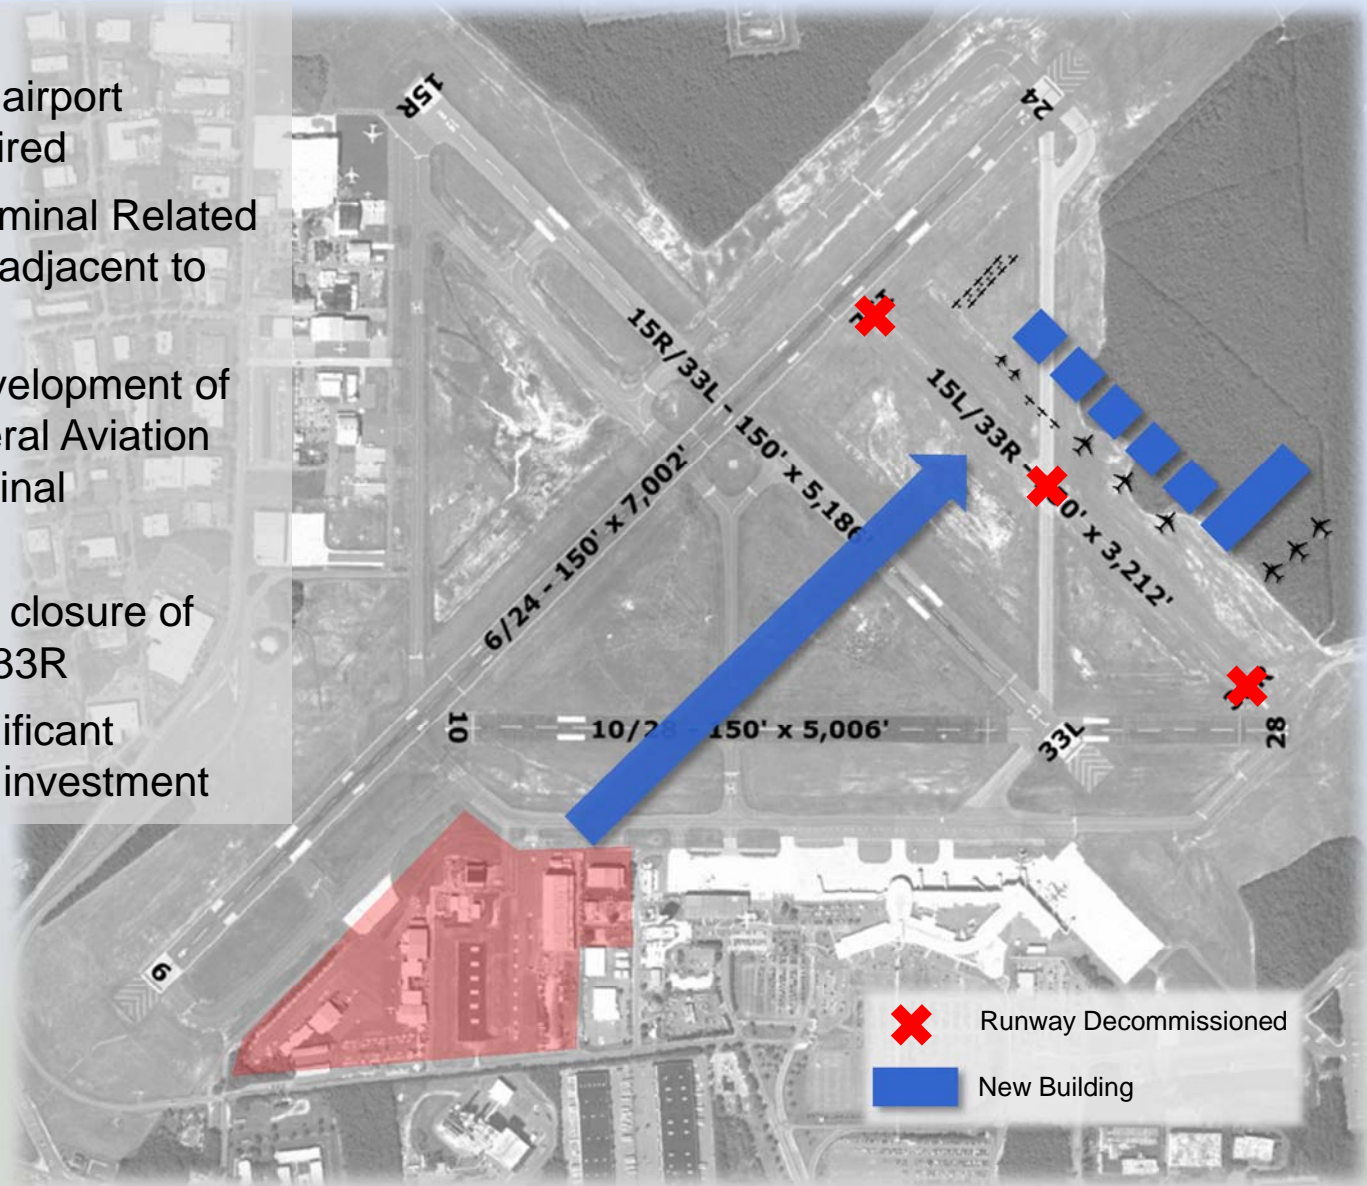 airport
ired
minal Related
adjacent to
velopment of
eral Aviation
inal
closure of
33R
ificant
investment
15R
24
15R/33L - 150' x 5,186'
15L/33R - 00' x 3,212'
6/24 - 150' x 7,002'
10
10/28 - 150' x 5,006'
33L
28
6
Runway Decommissioned
New Building